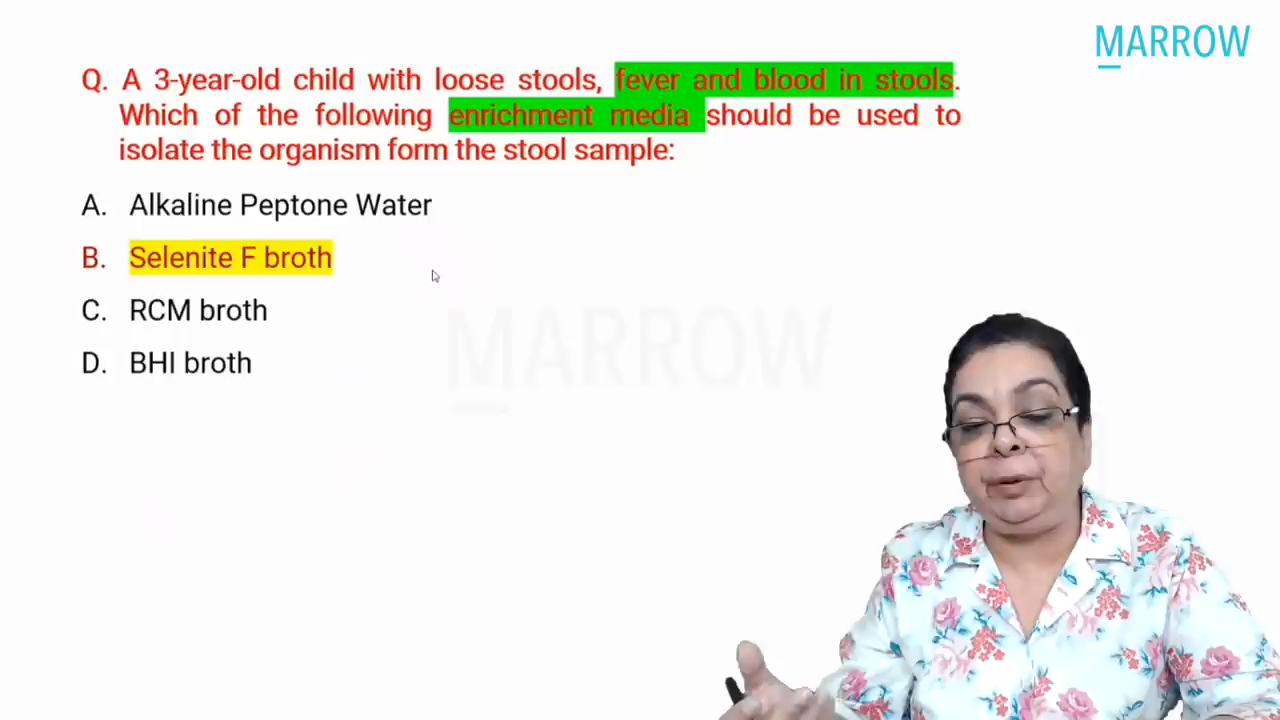 MARROW
Q. A 3-year-old child with loose stools, fever and blood in stools.
Which of the following enrichment media should be used to
isolate the organism form the stool sample:
A. Alkaline Peptone Water
B. Selenite F broth
C. RCM broth
D. BHI broth
MARROW